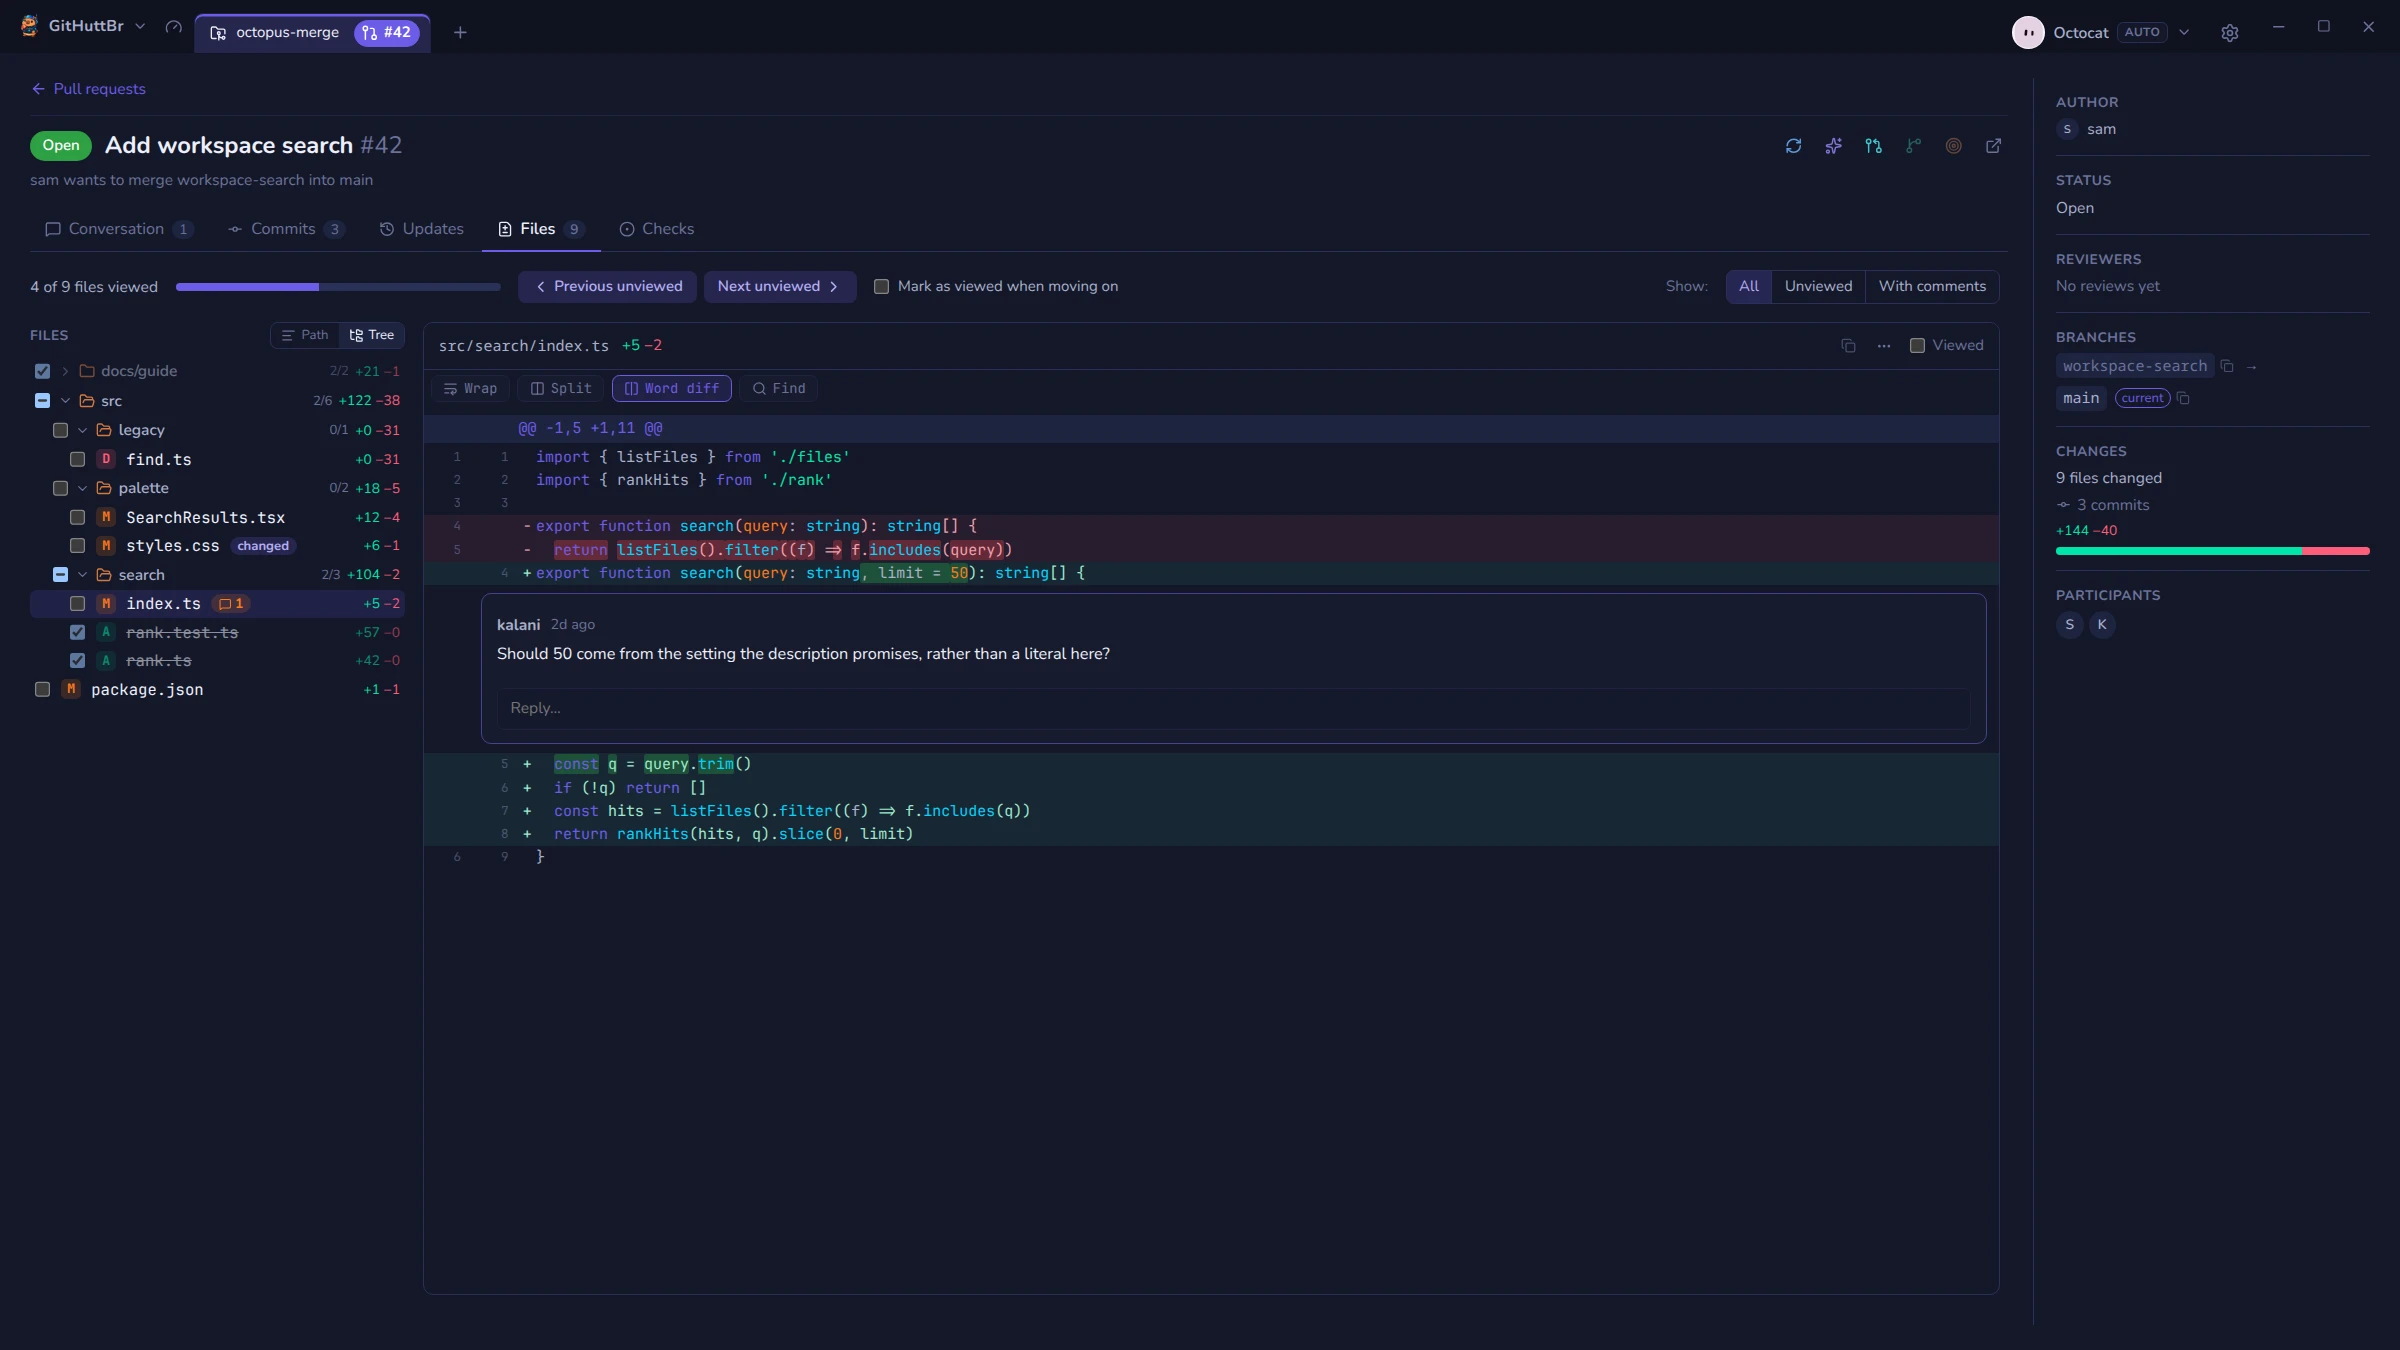 GitHuttBr
octopus-merge #42
Octocat AUTO
Pull requests
Open Add workspace search #42
sam wants to merge workspace-search into main
Conversation 1 Commits 3 Updates Files 9 Checks
4 of 9 files viewed Previous unviewed Next unviewed Mark as viewed when moving on Show: All Unviewed With comments
FILES Path Tree
docs/guide 2/2 +21 −1
src 2/6 +122 −38
legacy 0/1 +0 −31
D find.ts +0 −31
palette 0/2 +18 −5
M SearchResults.tsx +12 −4
M styles.css changed +6 −1
search 2/3 +104 −2
M index.ts 1 +5 −2
A rank.test.ts +57 −0
A rank.ts +42 −0
M package.json +1 −1
src/search/index.ts +5 −2 Viewed
Wrap Split Word diff Find
@@ -1,5 +1,11 @@
1 1 import { listFiles } from './files'
2 2 import { rankHits } from './rank'
3 3
4 - export function search(query: string): string[] {
5 - return listFiles().filter((f) => f.includes(query))
4 + export function search(query: string, limit = 50): string[] {
kalani 2d ago
Should 50 come from the setting the description promises, rather than a literal here?
Reply...
5 + const q = query.trim()
6 + if (!q) return []
7 + const hits = listFiles().filter((f) => f.includes(q))
8 + return rankHits(hits, q).slice(0, limit)
6 9 }
AUTHOR
S sam
STATUS
Open
REVIEWERS
No reviews yet
BRANCHES
workspace-search →
main current
CHANGES
9 files changed
3 commits
+144 −40
PARTICIPANTS
S K